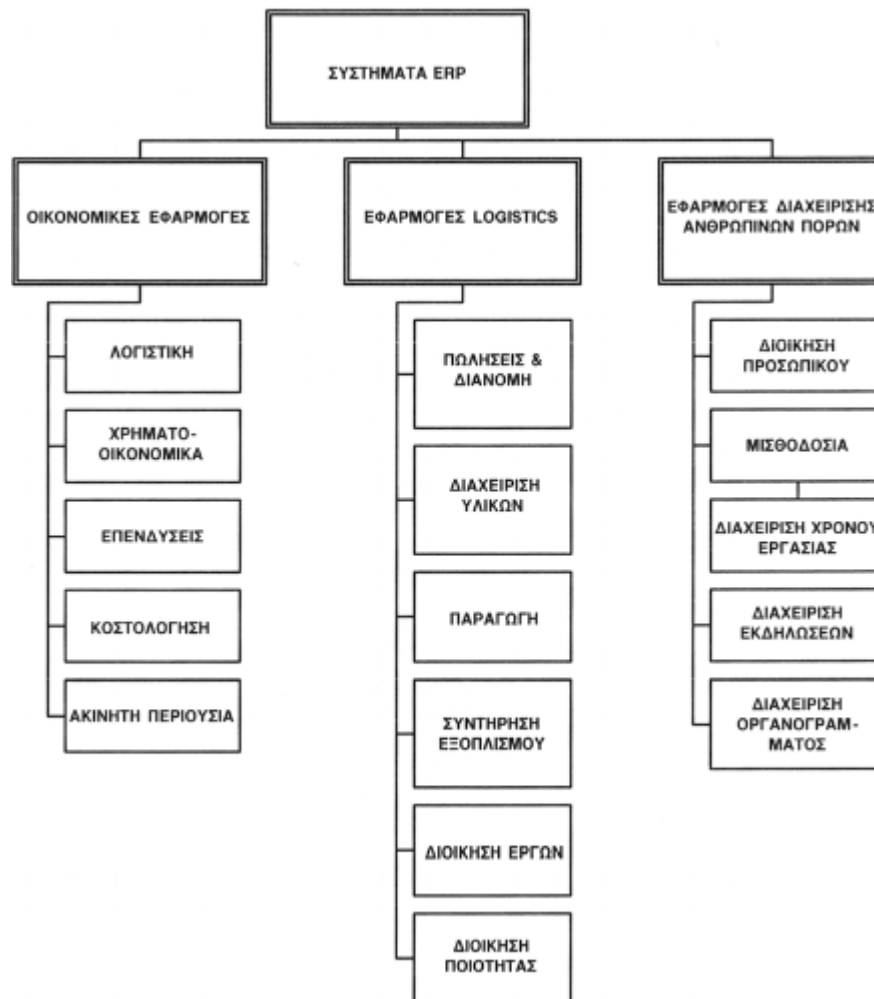 ΣΥΣΤΗΜΑΤΑ ERP
ΟΙΚΟΝΟΜΙΚΕΣ ΕΦΑΡΜΟΓΕΣ
ΛΟΓΙΣΤΙΚΗ
ΧΡΗΜΑΤΟ-
ΟΙΚΟΝΟΜΙΚΑ
ΕΠΕΝΔΥΣΕΙΣ
ΚΟΣΤΟΛΟΓΗΣΗ
ΑΚΙΝΗΤΗ ΠΕΡΙΟΥΣΙΑ
ΕΦΑΡΜΟΓΕΣ LOGISTICS
ΠΩΛΗΣΕΙΣ &
ΔΙΑΝΟΜΗ
ΔΙΑΧΕΙΡΙΣΗ
ΥΛΙΚΩΝ
ΠΑΡΑΓΩΓΗ
ΣΥΝΤΗΡΗΣΗ
ΕΞΟΠΛΙΣΜΟΥ
ΔΙΟΙΚΗΣΗ ΕΡΓΩΝ
ΔΙΟΙΚΗΣΗ
ΠΟΙΟΤΗΤΑΣ
ΕΦΑΡΜΟΓΕΣ ΔΙΑΧΕΙΡΙΣΗΣ
ΑΝΘΡΩΠΙΝΩΝ ΠΟΡΩΝ
ΔΙΟΙΚΗΣΗ
ΠΡΟΣΩΠΙΚΟΥ
ΜΙΣΘΟΔΟΣΙΑ
ΔΙΑΧΕΙΡΙΣΗ ΧΡΟΝΟΥ
ΕΡΓΑΣΙΑΣ
ΔΙΑΧΕΙΡΙΣΗ
ΕΚΔΗΛΩΣΕΩΝ
ΔΙΑΧΕΙΡΙΣΗ
ΟΡΓΑΝΟΓΡΑΜ-
ΜΑΤΟΣ